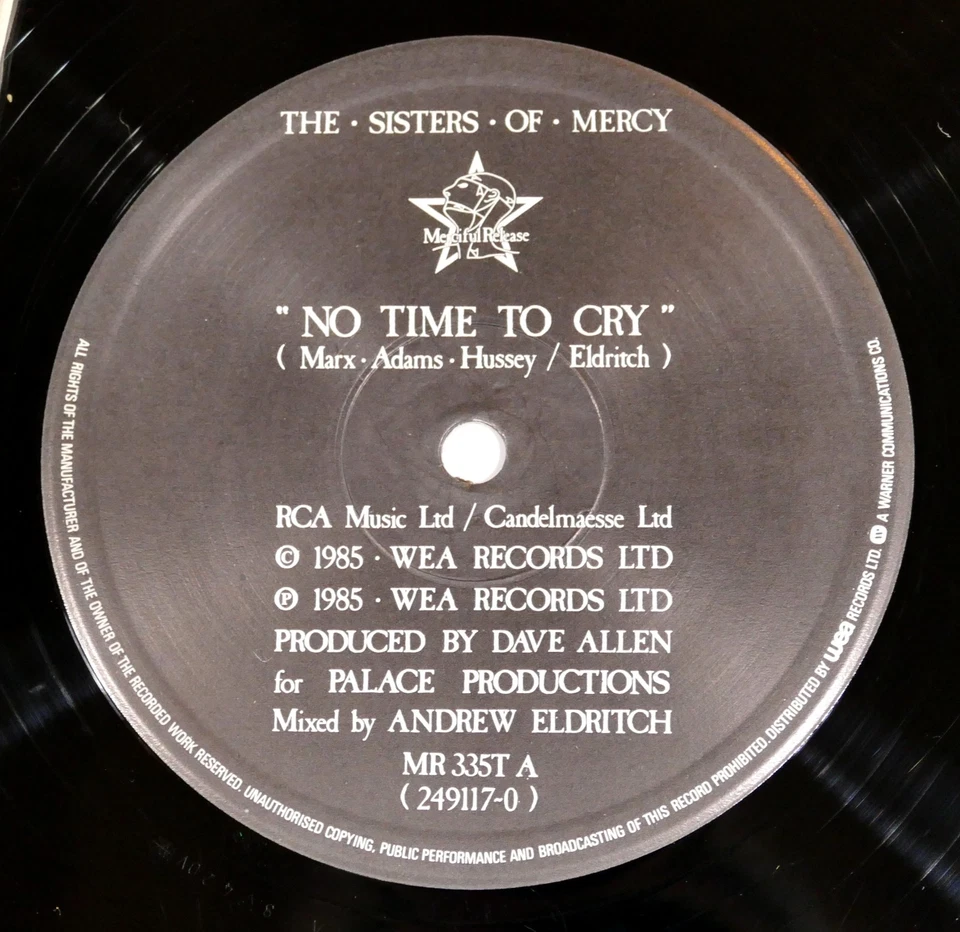 THE · SISTERS · OF · MERCY
Merciful Release
" NO TIME TO CRY "
( Marx · Adams · Hussey / Eldritch )
RCA Music Ltd / Candelmaesse Ltd
© 1985 · WEA RECORDS LTD
℗ 1985 · WEA RECORDS LTD
PRODUCED BY DAVE ALLEN
for PALACE PRODUCTIONS
Mixed by ANDREW ELDRITCH
MR 335T A
( 249117-0 )
ALL RIGHTS OF THE MANUFACTURER AND OF THE OWNER OF THE RECORDED WORK RESERVED. UNAUTHORISED COPYING, PUBLIC PERFORMANCE AND BROADCASTING OF THIS RECORD PROHIBITED. DISTRIBUTED BY wea RECORDS LTD. A WARNER COMMUNICATIONS CO.